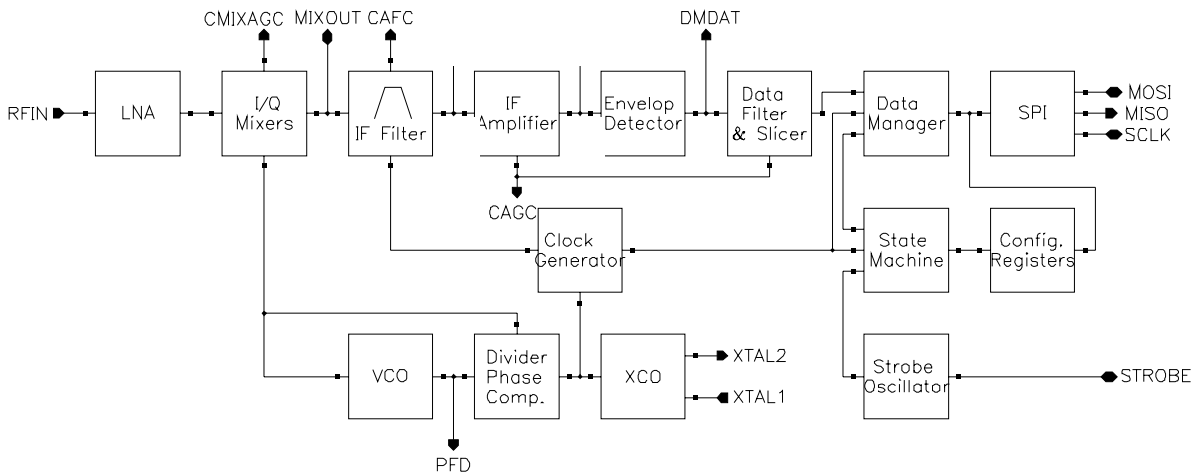 CMIXAGC MIXOUT CAFC DMDAT
RFIN
LNA
I/Q
Mixers
IF Filter
IF
Amplifier
Envelop
Detector
Data
Filter
& Slicer
Data
Manager
SPI
MOSI
MISO
SCLK
CAGC
Clock
Generator
State
Machine
Config.
Registers
VCO
Divider
Phase
Comp.
XCO
XTAL2
XTAL1
Strobe
Oscillator
STROBE
PFD